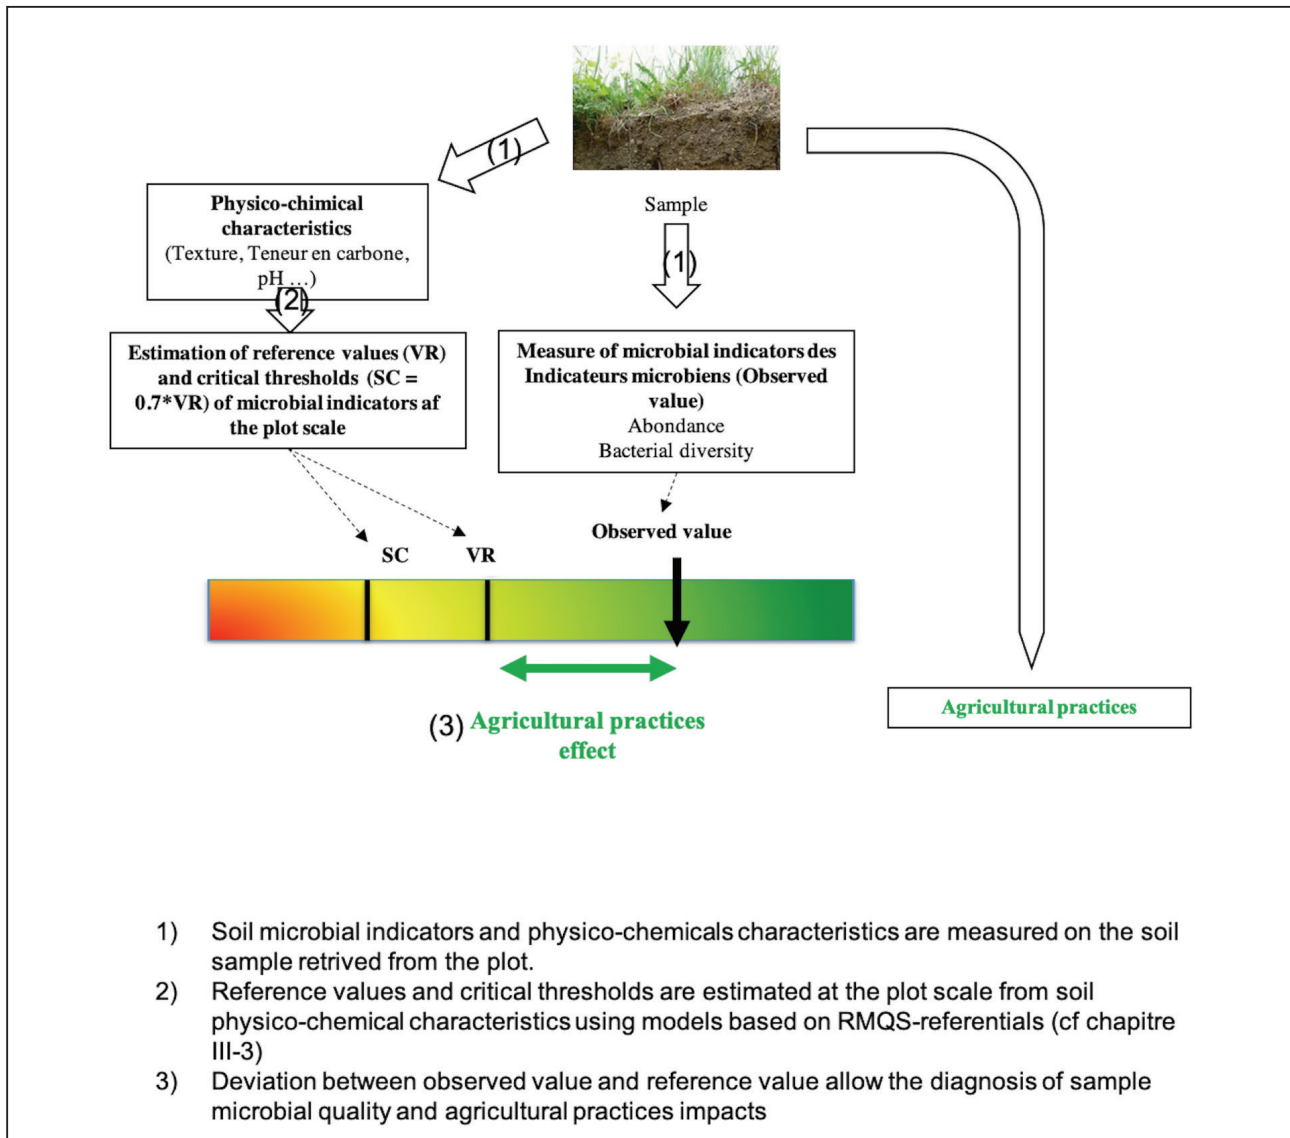 (1)
Sample
(1)
Physico-chimical
characteristics
(Texture, Teneur en carbone,
pH …)
(2)
Estimation of reference values (VR)
and critical thresholds (SC =
0.7*VR) of microbial indicators af
the plot scale
Measure of microbial indicators des
Indicateurs microbiens (Observed
value)
Abondance
Bacterial diversity
Observed value
SC
VR
(3) Agricultural practices
effect
Agricultural practices
1) Soil microbial indicators and physico-chemicals characteristics are measured on the soil
sample retrived from the plot.
2) Reference values and critical thresholds are estimated at the plot scale from soil
physico-chemical characteristics using models based on RMQS-referentials (cf chapitre
III-3)
3) Deviation between observed value and reference value allow the diagnosis of sample
microbial quality and agricultural practices impacts